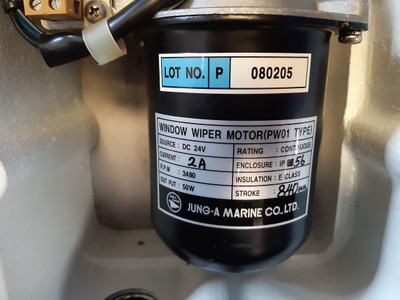 LOT NO. P 080205
WINDOW WIPER MOTOR(PW01 TYPE)
SOURCE : DC 24V RATING : CONTINUOUS
CURRENT : 2A ENCLOSURE : IP 56
R.P.M : 3480 INSULATION : E CLASS
OUT PUT : 50W STROKE : 840mm
JUNG-A MARINE CO., LTD.